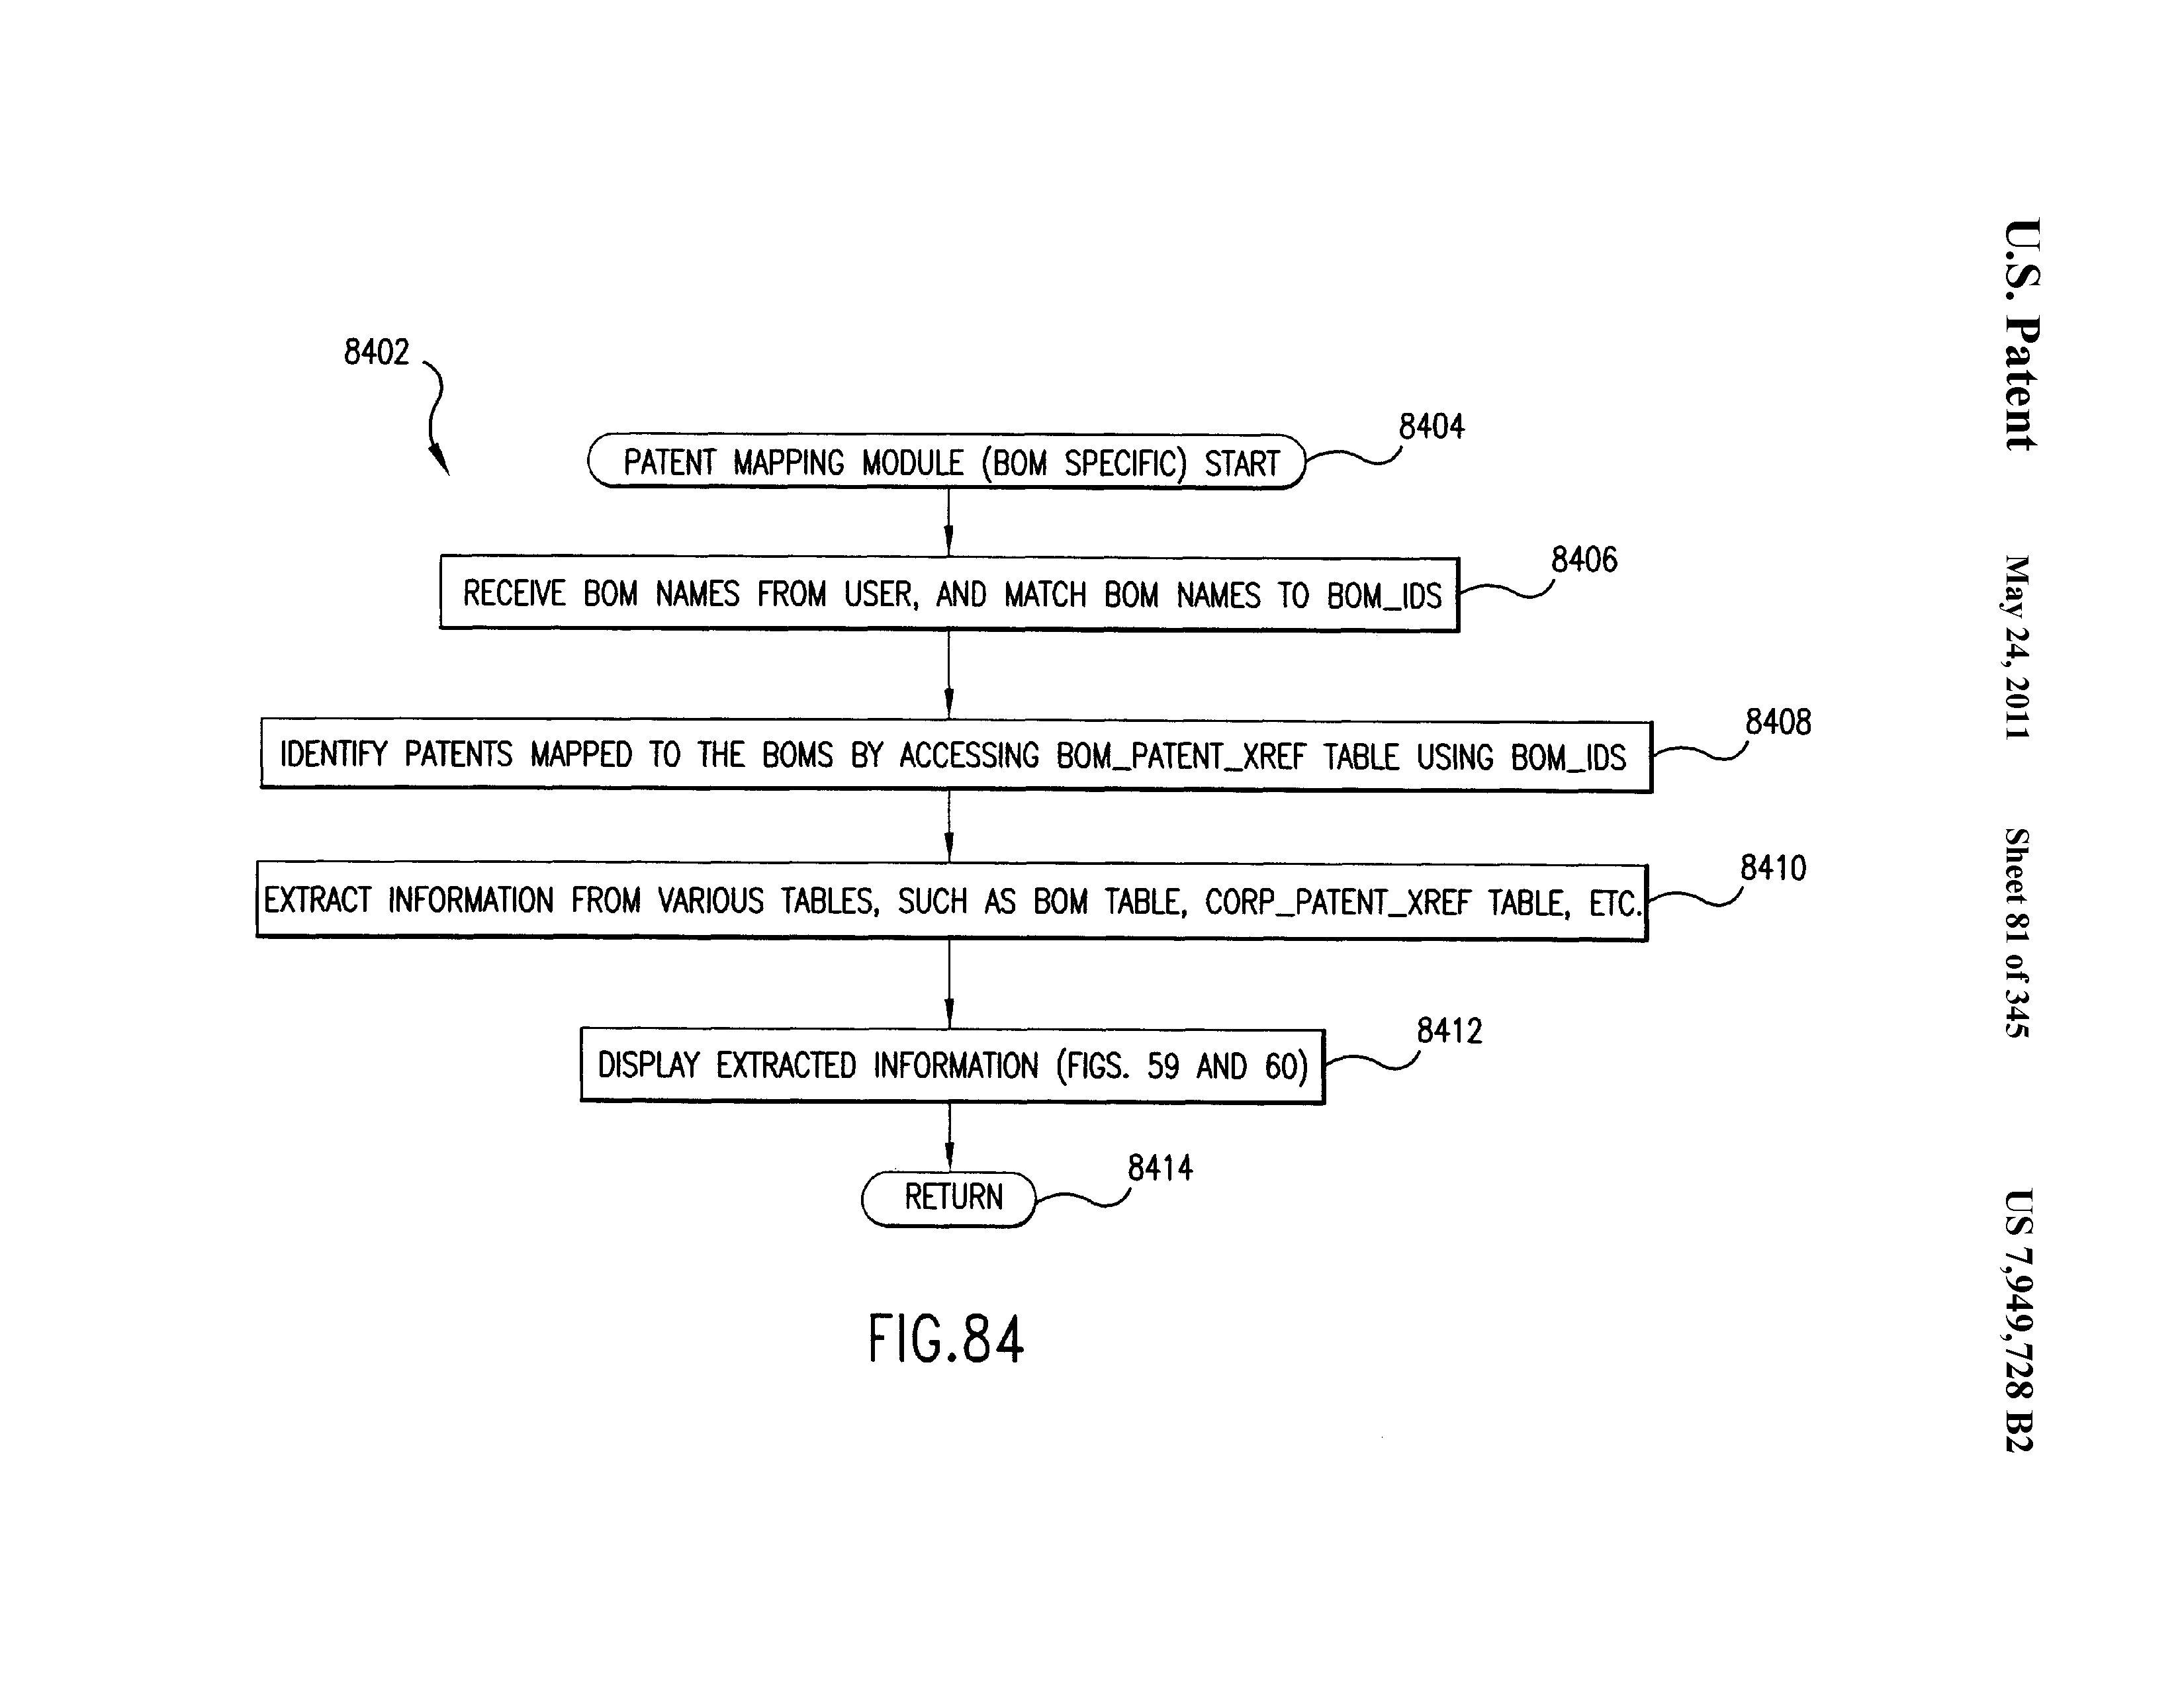 U.S. Patent May 24, 2011 Sheet 81 of 345 US 7,949,728 B2
8402
PATENT MAPPING MODULE (BOM SPECIFIC) START
8404
RECEIVE BOM NAMES FROM USER, AND MATCH BOM NAMES TO BOM_IDS
8406
IDENTIFY PATENTS MAPPED TO THE BOMS BY ACCESSING BOM_PATENT_XREF TABLE USING BOM_IDS
8408
EXTRACT INFORMATION FROM VARIOUS TABLES, SUCH AS BOM TABLE, CORP_PATENT_XREF TABLE, ETC.
8410
DISPLAY EXTRACTED INFORMATION (FIGS. 59 AND 60)
8412
RETURN
8414
FIG.84